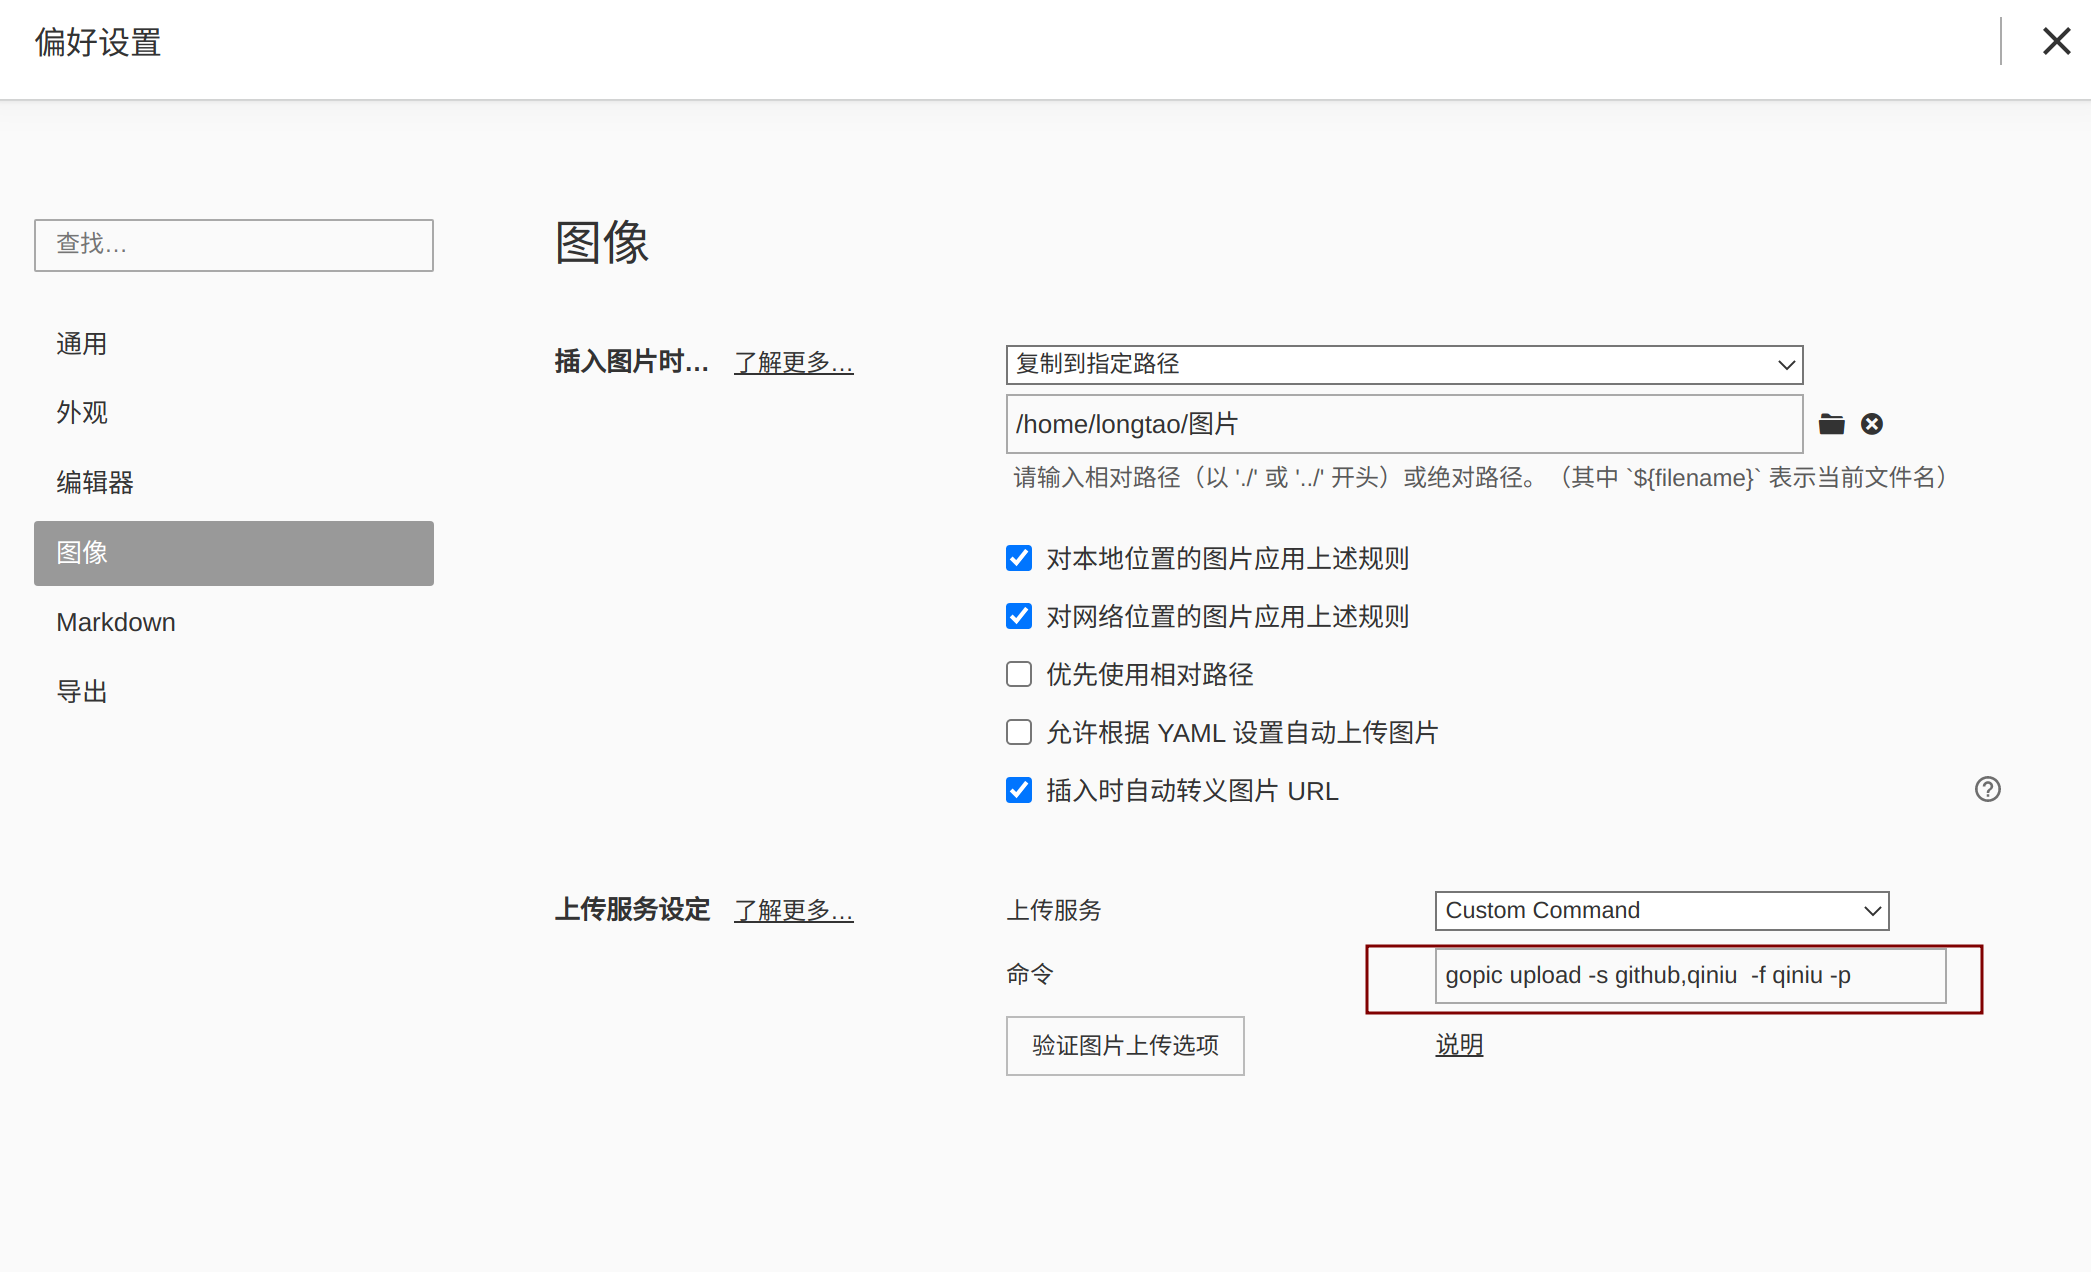 偏好设置
查找…
通用
外观
编辑器
图像
Markdown
导出
图像
插入图片时… 了解更多…
复制到指定路径
/home/longtao/图片
请输入相对路径（以 './' 或 '../' 开头）或绝对路径。（其中 `${filename}` 表示当前文件名）
对本地位置的图片应用上述规则
对网络位置的图片应用上述规则
优先使用相对路径
允许根据 YAML 设置自动上传图片
插入时自动转义图片 URL
上传服务设定 了解更多…
上传服务 Custom Command
命令 gopic upload -s github,qiniu  -f qiniu -p
验证图片上传选项 说明